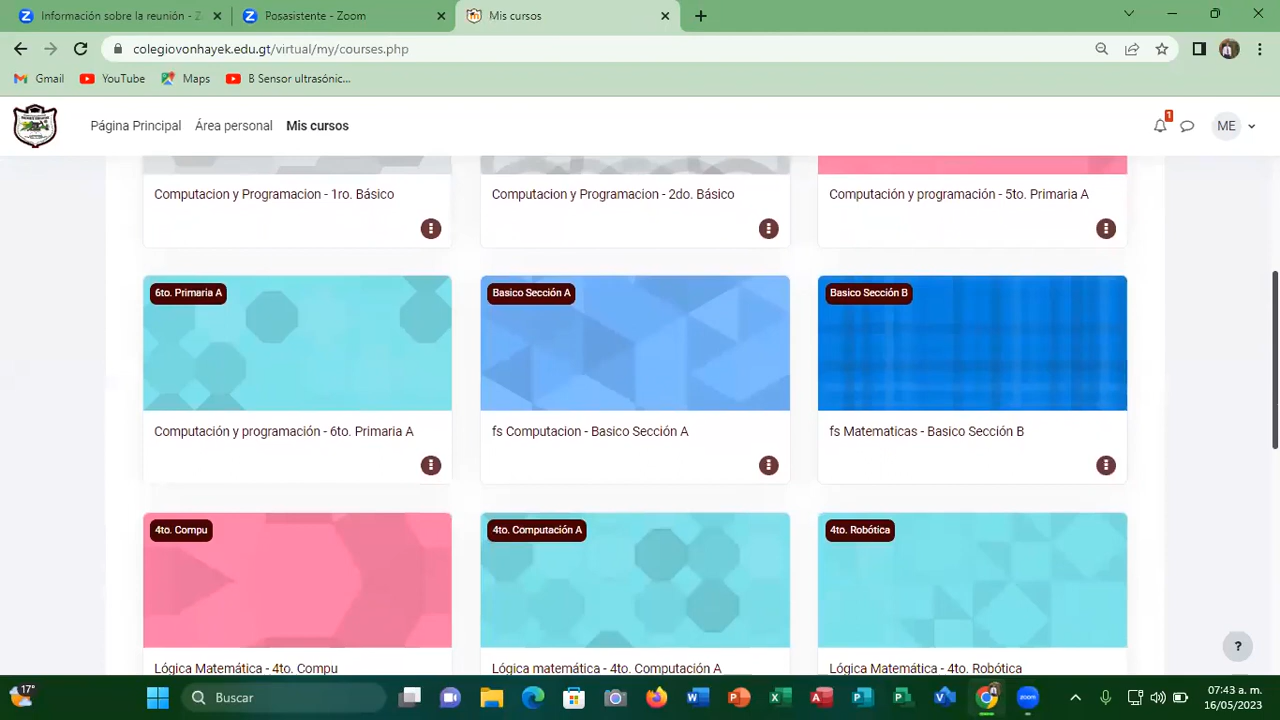 Información sobre la reunión - Z
Posasistente - Zoom
Mis cursos
colegiovonhayek.edu.gt/virtual/my/courses.php
Gmail
YouTube
Maps
B Sensor ultrasónic...
Página Principal
Área personal
Mis cursos
1
ME
Computacion y Programacion - 1ro. Básico
Computacion y Programacion - 2do. Básico
Computación y programación - 5to. Primaria A
6to. Primaria A
Basico Sección A
Basico Sección B
Computación y programación - 6to. Primaria A
fs Computacion - Basico Sección A
fs Matematicas - Basico Sección B
4to. Compu
4to. Computación A
4to. Robótica
Lógica Matemática - 4to. Compu
Lógica matemática - 4to. Computación A
Lógica Matemática - 4to. Robótica
?
17°
Buscar
07:43 a. m.
16/05/2023